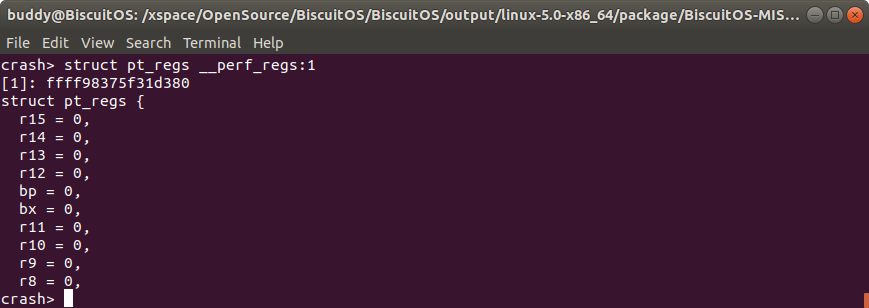 buddy@BiscuitOS: /xspace/OpenSource/BiscuitOS/BiscuitOS/output/linux-5.0-x86_64/package/BiscuitOS-MIS...
File Edit View Search Terminal Help
crash> struct pt_regs __perf_regs:1
[1]: ffff98375f31d380
struct pt_regs {
  r15 = 0,
  r14 = 0,
  r13 = 0,
  r12 = 0,
  bp = 0,
  bx = 0,
  r11 = 0,
  r10 = 0,
  r9 = 0,
  r8 = 0,
crash>